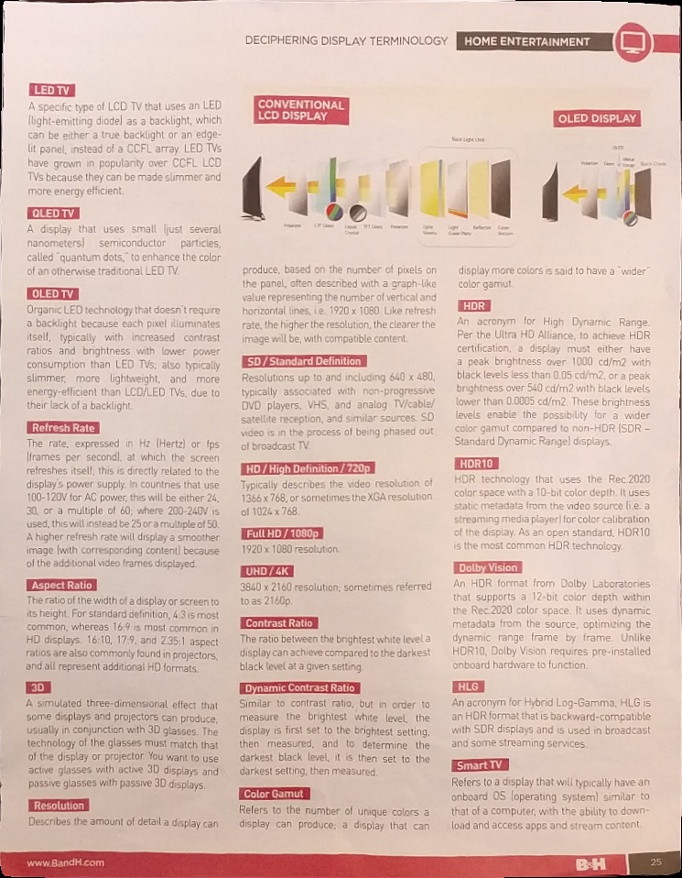 DECIPHERING DISPLAY TERMINOLOGY HOME ENTERTAINMENT
LED TV
A specific type of LCD TV that uses an LED
(light-emitting diode) as a backlight, which
can be either a true backlight or an edge-
lit panel, instead of a CCFL array. LED TVs
have grown in popularity over CCFL LCD
TVs because they can be made slimmer and
more energy efficient.
QLED TV
A display that uses small (just several
nanometers) semiconductor particles,
called "quantum dots," to enhance the color
of an otherwise traditional LED TV.
OLED TV
Organic LED technology that doesn't require
a backlight because each pixel illuminates
itself, typically with increased contrast
ratios and brightness with lower power
consumption than LED TVs; also typically
slimmer, more lightweight, and more
energy-efficient than LCD/LED TVs, due to
their lack of a backlight.
Refresh Rate
The rate, expressed in Hz (Hertz) or fps
(frames per second), at which the screen
refreshes itself; this is directly related to the
display's power supply. In countries that use
100-120V for AC power, this will be either 24,
30, or a multiple of 60; where 200-240V is
used, this will instead be 25 or a multiple of 50.
A higher refresh rate will display a smoother
image (with corresponding content) because
of the additional video frames displayed.
Aspect Ratio
The ratio of the width of a display or screen to
its height. For standard definition, 4:3 is most
common, whereas 16:9 is most common in
HD displays. 16:10, 17:9, and 2.35:1 aspect
ratios are also commonly found in projectors,
and all represent additional HD formats.
3D
A simulated three-dimensional effect that
some displays and projectors can produce,
usually in conjunction with 3D glasses. The
technology of the glasses must match that
of the display or projector. You want to use
active glasses with active 3D displays and
passive glasses with passive 3D displays.
Resolution
Describes the amount of detail a display can
CONVENTIONAL
LCD DISPLAY
Back Light Unit
Polarizer
C/F Glass
Liquid
Crystal
TFT Glass
Polarizer
Optic
Sheets
Light
Guide Plate
Reflector
Cover
Bottom
OLED DISPLAY
OLED
Polarizer
Glass
Metal
Encap
Back Cover
produce, based on the number of pixels on
the panel, often described with a graph-like
value representing the number of vertical and
horizontal lines, i.e. 1920 x 1080. Like refresh
rate, the higher the resolution, the clearer the
image will be, with compatible content.
SD / Standard Definition
Resolutions up to and including 640 x 480,
typically associated with non-progressive
DVD players, VHS, and analog TV/cable/
satellite reception, and similar sources. SD
video is in the process of being phased out
of broadcast TV.
HD / High Definition / 720p
Typically describes the video resolution of
1366 x 768, or sometimes the XGA resolution
of 1024 x 768.
Full HD / 1080p
1920 x 1080 resolution.
UHD / 4K
3840 x 2160 resolution; sometimes referred
to as 2160p.
Contrast Ratio
The ratio between the brightest white level a
display can achieve compared to the darkest
black level at a given setting.
Dynamic Contrast Ratio
Similar to contrast ratio, but in order to
measure the brightest white level, the
display is first set to the brightest setting,
then measured, and to determine the
darkest black level, it is then set to the
darkest setting, then measured.
Color Gamut
Refers to the number of unique colors a
display can produce; a display that can
display more colors is said to have a "wider"
color gamut.
HDR
An acronym for High Dynamic Range.
Per the Ultra HD Alliance, to achieve HDR
certification, a display must either have
a peak brightness over 1000 cd/m2 with
black levels less than 0.05 cd/m2, or a peak
brightness over 540 cd/m2 with black levels
lower than 0.0005 cd/m2. These brightness
levels enable the possibility for a wider
color gamut compared to non-HDR (SDR –
Standard Dynamic Range) displays.
HDR10
HDR technology that uses the Rec.2020
color space with a 10-bit color depth. It uses
static metadata from the video source (i.e. a
streaming media player) for color calibration
of the display. As an open standard, HDR10
is the most common HDR technology.
Dolby Vision
An HDR format from Dolby Laboratories
that supports a 12-bit color depth within
the Rec.2020 color space. It uses dynamic
metadata from the source, optimizing the
dynamic range frame by frame. Unlike
HDR10, Dolby Vision requires pre-installed
onboard hardware to function.
HLG
An acronym for Hybrid Log-Gamma, HLG is
an HDR format that is backward-compatible
with SDR displays and is used in broadcast
and some streaming services.
Smart TV
Refers to a display that will typically have an
onboard OS (operating system) similar to
that of a computer, with the ability to down-
load and access apps and stream content.
www.BandH.com
B&H
25